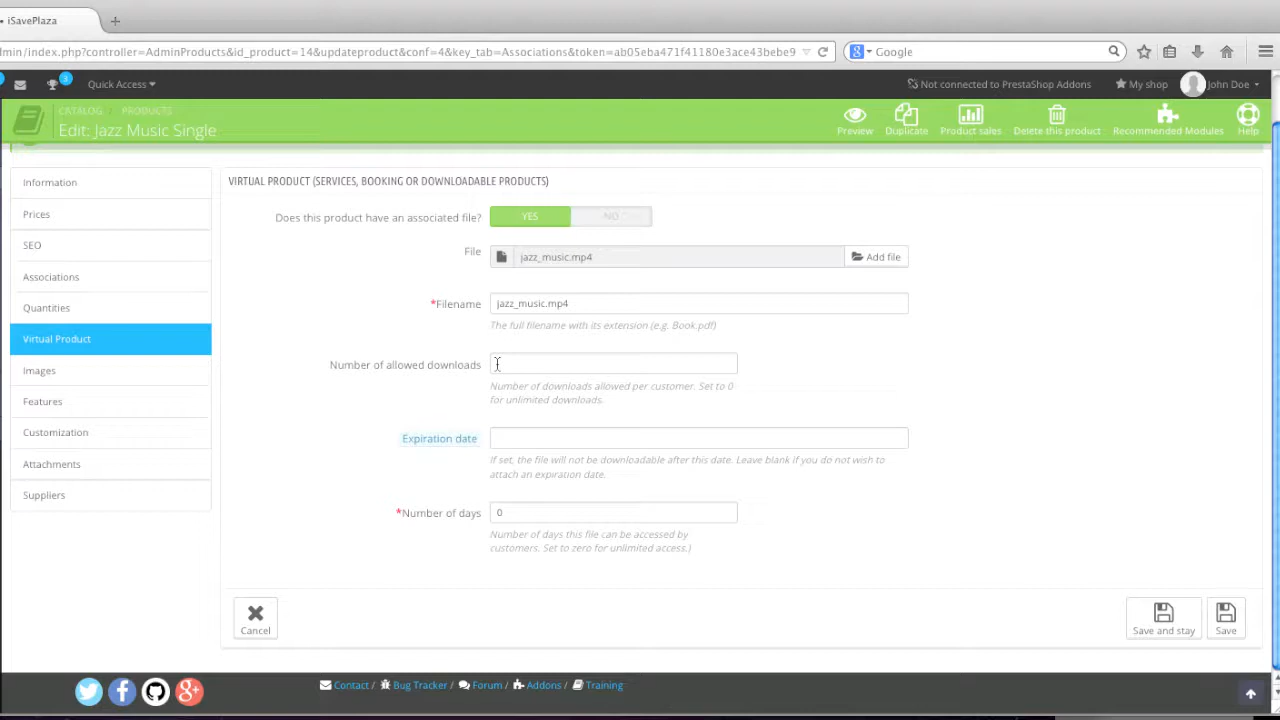 iSavePlaza
min/index.php?controller=AdminProducts&id_product=14&updateproduct&conf=4&key_tab=Associations&token=ab05eba471f41180e3ace43bebe9
Google
3
Quick Access
Not connected to PrestaShop Addons
My shop
John Doe
CATALOG / PRODUCTS
Edit: Jazz Music Single
Preview
Duplicate
Product sales
Delete this product
Recommended Modules
Help
Information
Prices
SEO
Associations
Quantities
Virtual Product
Images
Features
Customization
Attachments
Suppliers
VIRTUAL PRODUCT (SERVICES, BOOKING OR DOWNLOADABLE PRODUCTS)
Does this product have an associated file?
YES
NO
File
jazz_music.mp4
Add file
*Filename
jazz_music.mp4
The full filename with its extension (e.g. Book.pdf)
Number of allowed downloads
Number of downloads allowed per customer. Set to 0
for unlimited downloads.
Expiration date
If set, the file will not be downloadable after this date. Leave blank if you do not wish to
attach an expiration date.
*Number of days
0
Number of days this file can be accessed by
customers. Set to zero for unlimited access.)
Cancel
Save and stay
Save
Contact / Bug Tracker / Forum / Addons / Training